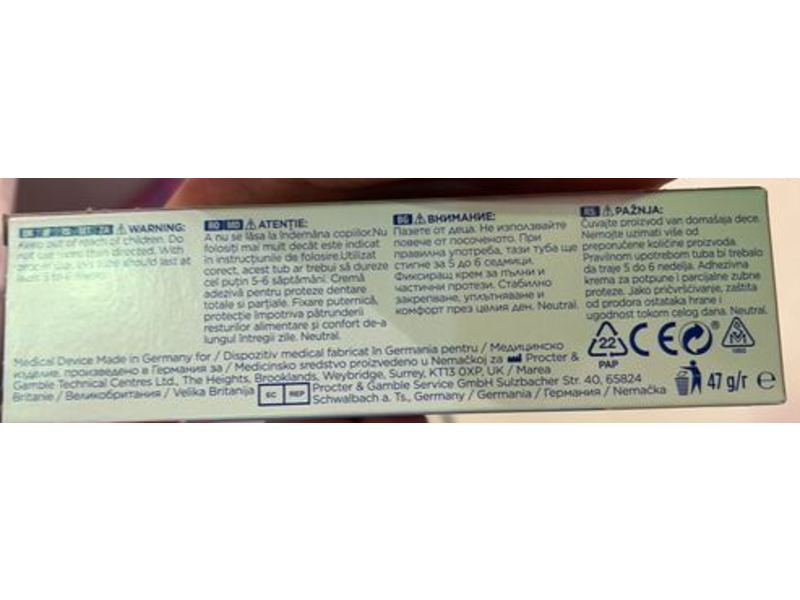 WARNING:
Keep out of reach of children. Do
not use more than directed. With
proper use, this tube should last at
least 5 to 6
RO MD ATENȚIE:
A nu se lăsa la îndemâna copiilor.Nu
folosiți mai mult decât este indicat
în instrucțiunile de folosire.Utilizat
corect, acest tub ar trebui să dureze
cel puțin 5-6 săptămâni. Cremă
adezivă pentru proteze dentare
totale și parțiale. Fixare puternică,
protecție împotriva pătrunderii
resturilor alimentare și confort de-a
lungul întregii zile. Neutral.
BG ВНИМАНИЕ:
Пазете от деца. Не използвайте
повече от посоченото. При
правилна употреба, тази туба ще
стигне за 5 до 6 седмици.
Фиксиращ крем за пълни и
частични протези. Стабилно
закрепване, уплътняване и
комфорт през целия ден. Neutral.
RS PAŽNJA:
Čuvajte proizvod van domašaja dece.
Nemojte uzimati više od
preporučene količine proizvoda.
Pravilnom upotrebom tuba bi trebalo
da traje 5 do 6 nedelja. Adhezivna
krema za potpune i parcijalne zubne
proteze. Jako pričvršćivanje, zaštita
od prodora ostataka hrane i
ugodnost tokom celog dana. Neutral.
22
PAP
CE
Medical Device Made in Germany for / Dispozitiv medical fabricat în Germania pentru / Медицинско
изделие, произведено в Германия за / Medicinsko sredstvo proizvedeno u Nemačkoj za Procter &
Gamble Technical Centres Ltd., The Heights, Brooklands, Weybridge, Surrey, KT13 0XP, UK / Marea
Britanie / Великобритания / Velika Britanija EC REP Procter & Gamble Service GmbH Sulzbacher Str. 40, 65824
Schwalbach a. Ts., Germany / Germania / Германия / Nemačka
47 g/г ℮